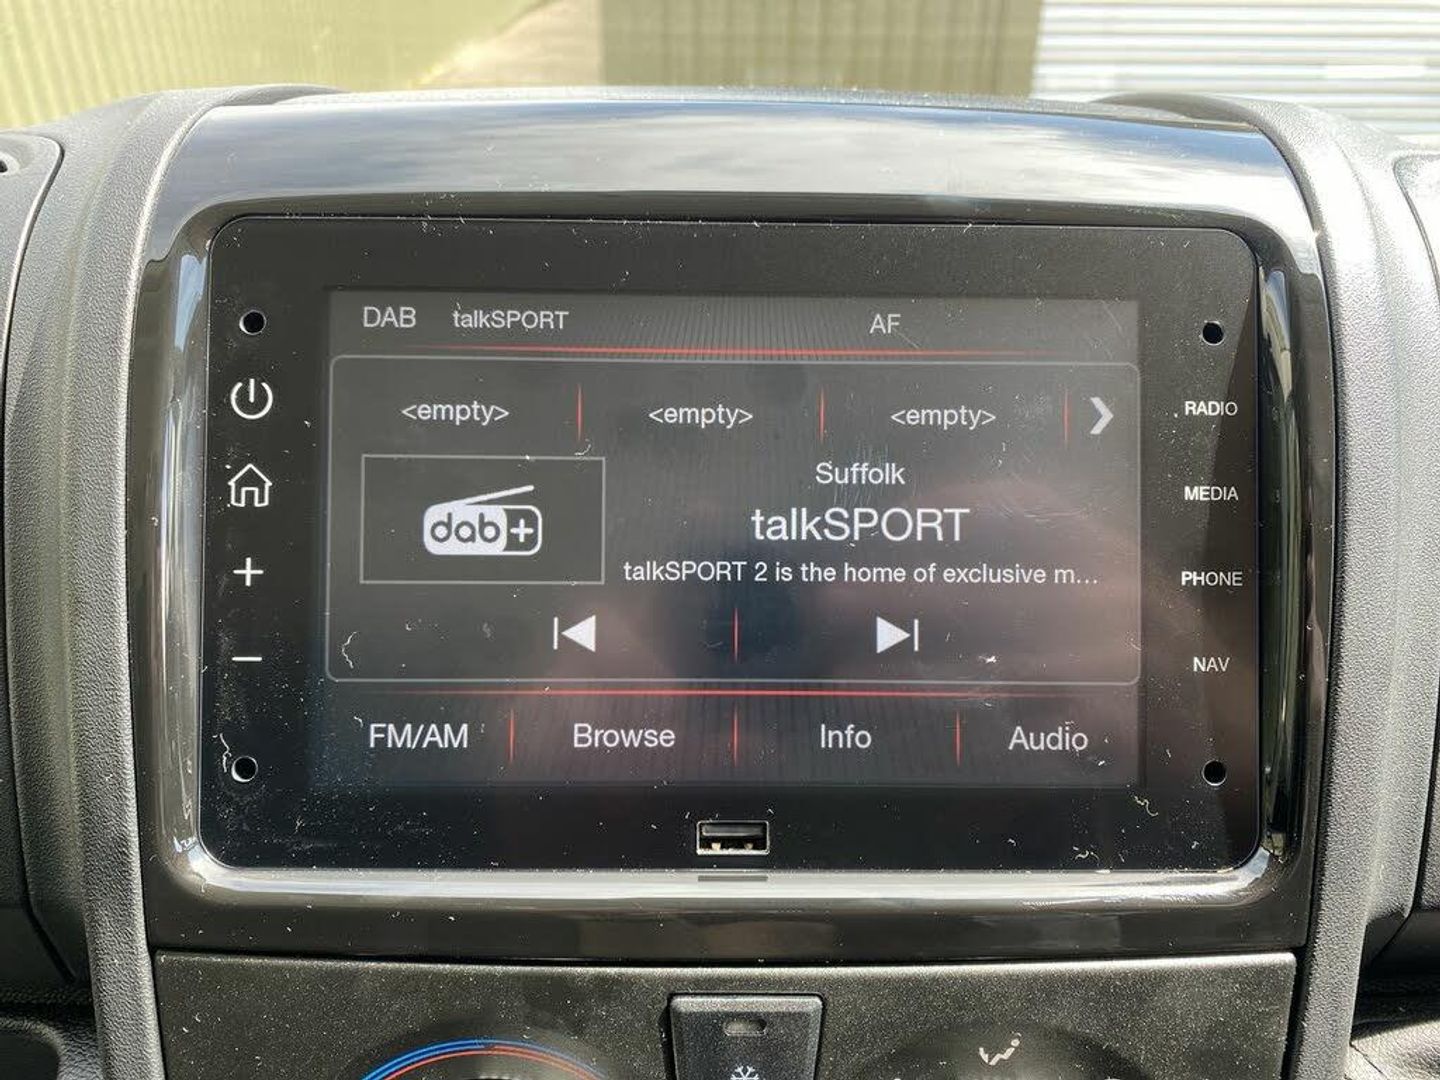 DAB talkSPORT AF
<empty> <empty> <empty>
dab+
Suffolk
talkSPORT
talkSPORT 2 is the home of exclusive m...
FM/AM Browse Info Audio
RADIO
MEDIA
PHONE
NAV